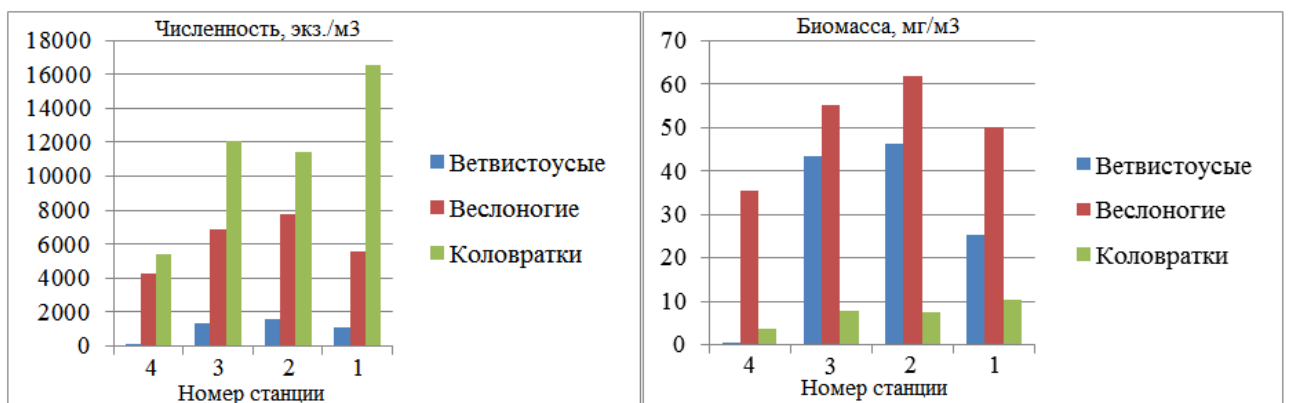 Численность, экз./м3
18000
16000
14000
12000
10000
8000
6000
4000
2000
0
4 3 2 1
Номер станции
Ветвистоусые
Веслоногие
Коловратки
Биомасса, мг/м3
70
60
50
40
30
20
10
0
4 3 2 1
Номер станции
Ветвистоусые
Веслоногие
Коловратки